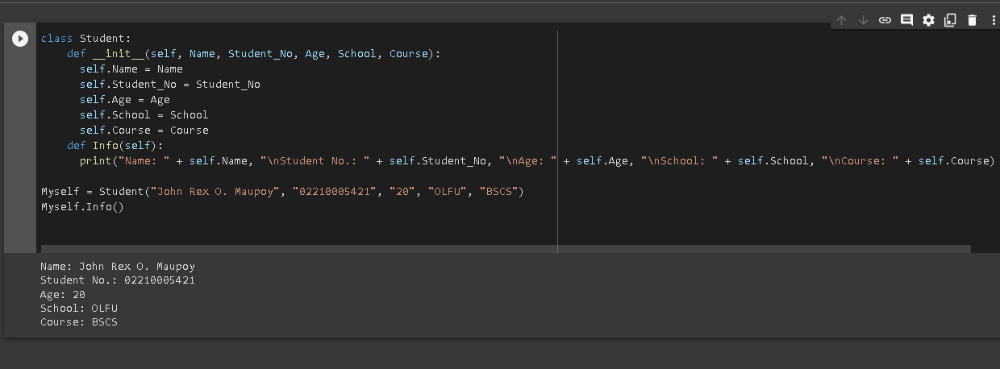 class Student:
    def __init__(self, Name, Student_No, Age, School, Course):
      self.Name = Name
      self.Student_No = Student_No
      self.Age = Age
      self.School = School
      self.Course = Course
    def Info(self):
      print("Name: " + self.Name, "\nStudent No.: " + self.Student_No, "\nAge: " + self.Age, "\nSchool: " + self.School, "\nCourse: " + self.Course)
Myself = Student("John Rex O. Maupoy", "02210005421", "20", "OLFU", "BSCS")
Myself.Info()
Name: John Rex O. Maupoy
Student No.: 02210005421
Age: 20
School: OLFU
Course: BSCS